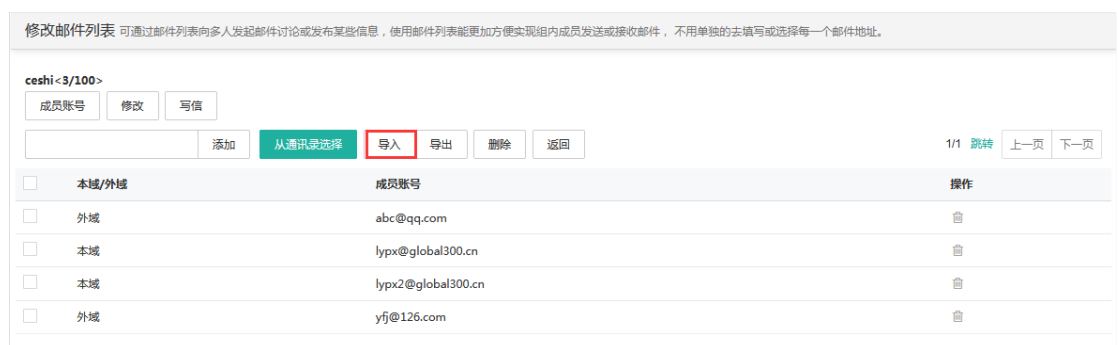 修改邮件列表 可通过邮件列表向多人发起邮件讨论或发布某些信息，使用邮件列表能更加方便实现组内成员发送或接收邮件， 不用单独的去填写或选择每一个邮件地址。
ceshi<3/100>
成员账号 修改 写信
添加 从通讯录选择 导入 导出 删除 返回 1/1 跳转 上一页 下一页
本域/外域 成员账号 操作
外域 abc@qq.com
本域 lypx@global300.cn
本域 lypx2@global300.cn
外域 yfj@126.com